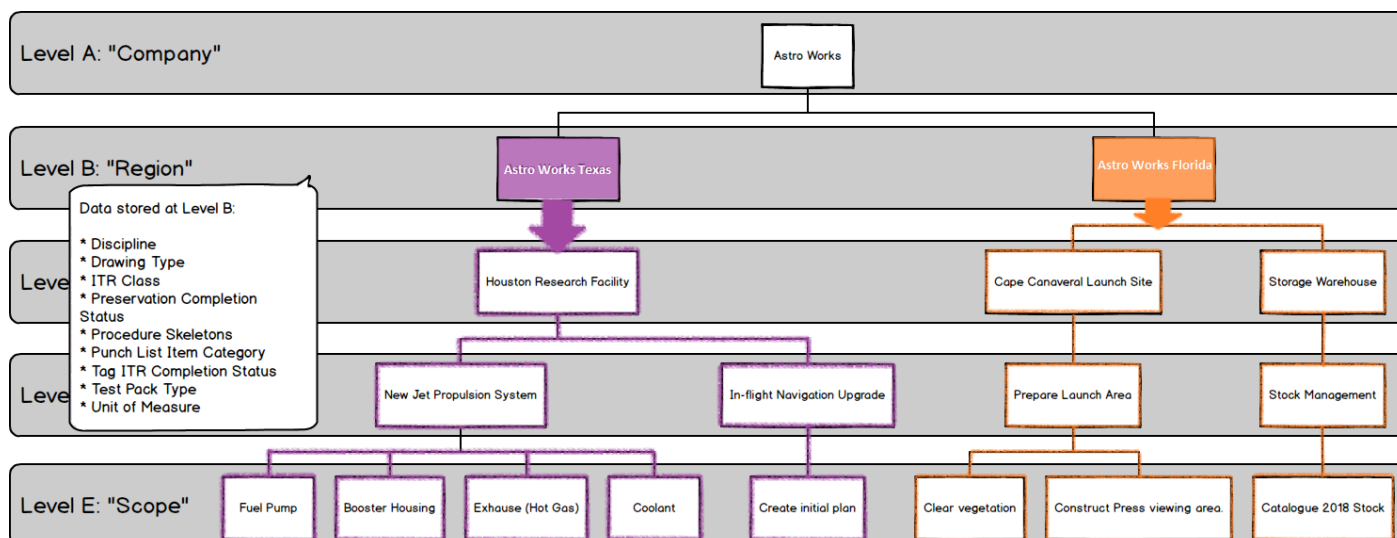 Level A: "Company"
Astro Works
Level B: "Region"
Astro Works Texas
Astro Works Florida
Data stored at Level B:
* Discipline
* Drawing Type
* ITR Class
* Preservation Completion
Status
* Procedure Skeletons
* Punch List Item Category
* Tag ITR Completion Status
* Test Pack Type
* Unit of Measure
Houston Research Facility
Cape Canaveral Launch Site
Storage Warehouse
New Jet Propulsion System
In-flight Navigation Upgrade
Prepare Launch Area
Stock Management
Level E: "Scope"
Fuel Pump
Booster Housing
Exhause (Hot Gas)
Coolant
Create initial plan
Clear vegetation
Construct Press viewing area.
Catalogue 2018 Stock